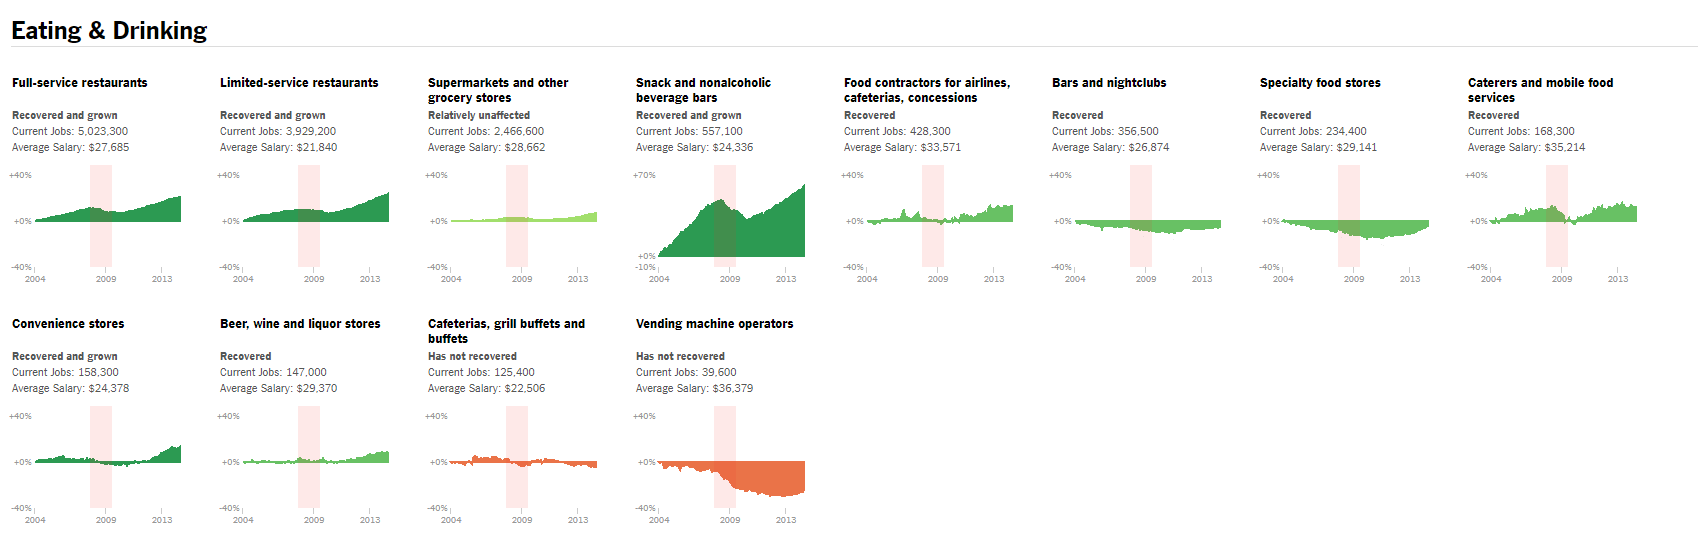 Eating & Drinking
Full-service restaurants
Recovered and grown
Current Jobs: 5,023,300
Average Salary: $27,685
+40%
+0%
-40%
2004 2009 2013
Limited-service restaurants
Recovered and grown
Current Jobs: 3,929,200
Average Salary: $21,840
+40%
+0%
-40%
2004 2009 2013
Supermarkets and other
grocery stores
Relatively unaffected
Current Jobs: 2,466,600
Average Salary: $28,662
+40%
+0%
-40%
2004 2009 2013
Snack and nonalcoholic
beverage bars
Recovered and grown
Current Jobs: 557,100
Average Salary: $24,336
+70%
+0%
-10%
2004 2009 2013
Food contractors for airlines,
cafeterias, concessions
Recovered
Current Jobs: 428,300
Average Salary: $33,571
+40%
+0%
-40%
2004 2009 2013
Bars and nightclubs
Recovered
Current Jobs: 356,500
Average Salary: $26,874
+40%
+0%
-40%
2004 2009 2013
Specialty food stores
Recovered
Current Jobs: 234,400
Average Salary: $29,141
+40%
+0%
-40%
2004 2009 2013
Caterers and mobile food
services
Recovered
Current Jobs: 168,300
Average Salary: $35,214
+40%
+0%
-40%
2004 2009 2013
Convenience stores
Recovered and grown
Current Jobs: 158,300
Average Salary: $24,378
+40%
+0%
-40%
2004 2009 2013
Beer, wine and liquor stores
Recovered
Current Jobs: 147,000
Average Salary: $29,370
+40%
+0%
-40%
2004 2009 2013
Cafeterias, grill buffets and
buffets
Has not recovered
Current Jobs: 125,400
Average Salary: $22,506
+40%
+0%
-40%
2004 2009 2013
Vending machine operators
Has not recovered
Current Jobs: 39,600
Average Salary: $36,379
+40%
+0%
-40%
2004 2009 2013